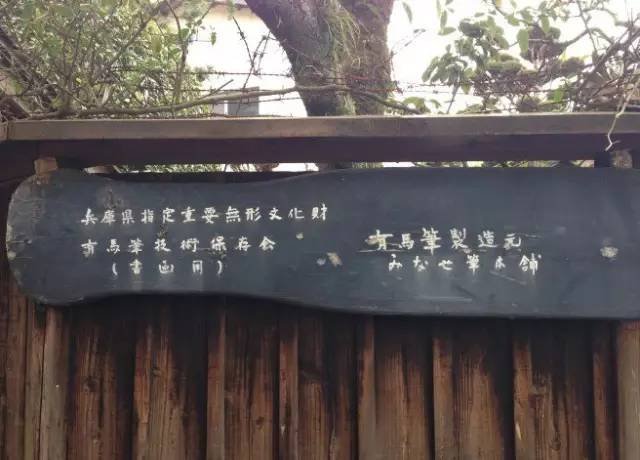 兵庫県指定重要無形文化財
有馬筆技術保存会
(書画用)
有馬筆製造元
みなせ筆本舗